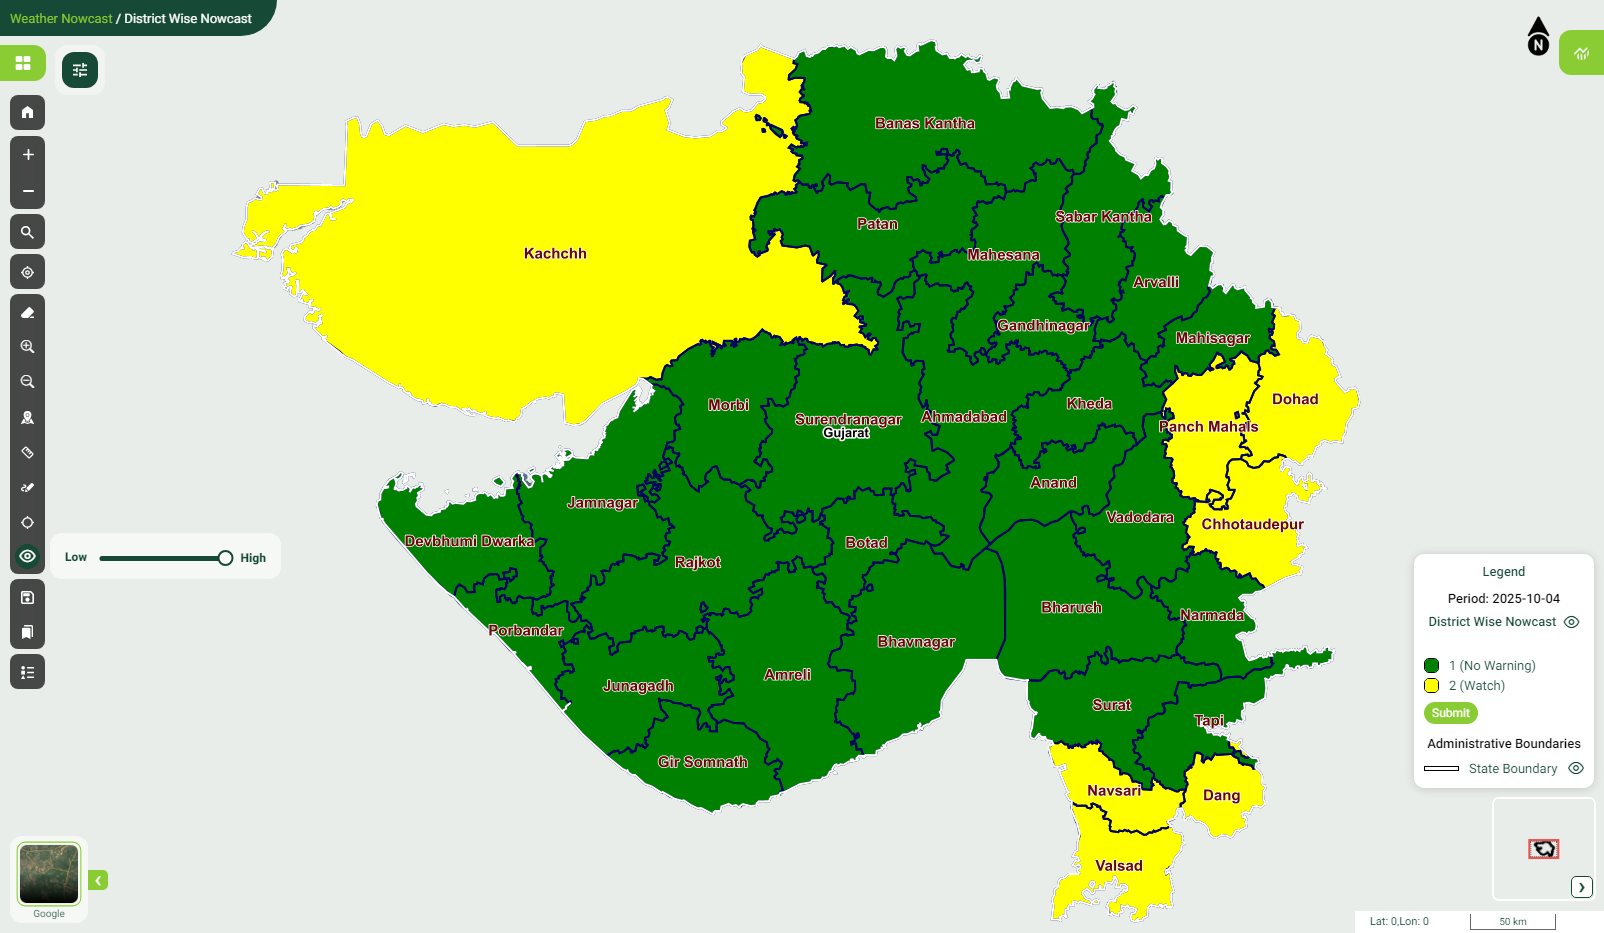 Weather Nowcast / District Wise Nowcast
N
Banas Kantha
Patan
Sabar Kantha
Kachchh
Mahesana
Arvalli
Gandhinagar
Mahisagar
Morbi
Surendranagar
Gujarat
Ahmadabad
Kheda
Dohad
Panch Mahals
Anand
Jamnagar
Vadodara
Chhotaudepur
Devbhumi Dwarka
Botad
Rajkot
Low
High
Bharuch
Narmada
Porbandar
Bhavnagar
Amreli
Junagadh
Surat
Tapi
Gir Somnath
Navsari
Dang
Valsad
Legend
Period: 2025-10-04
District Wise Nowcast
1 (No Warning)
2 (Watch)
Submit
Administrative Boundaries
State Boundary
Google
Lat: 0,Lon: 0
50 km